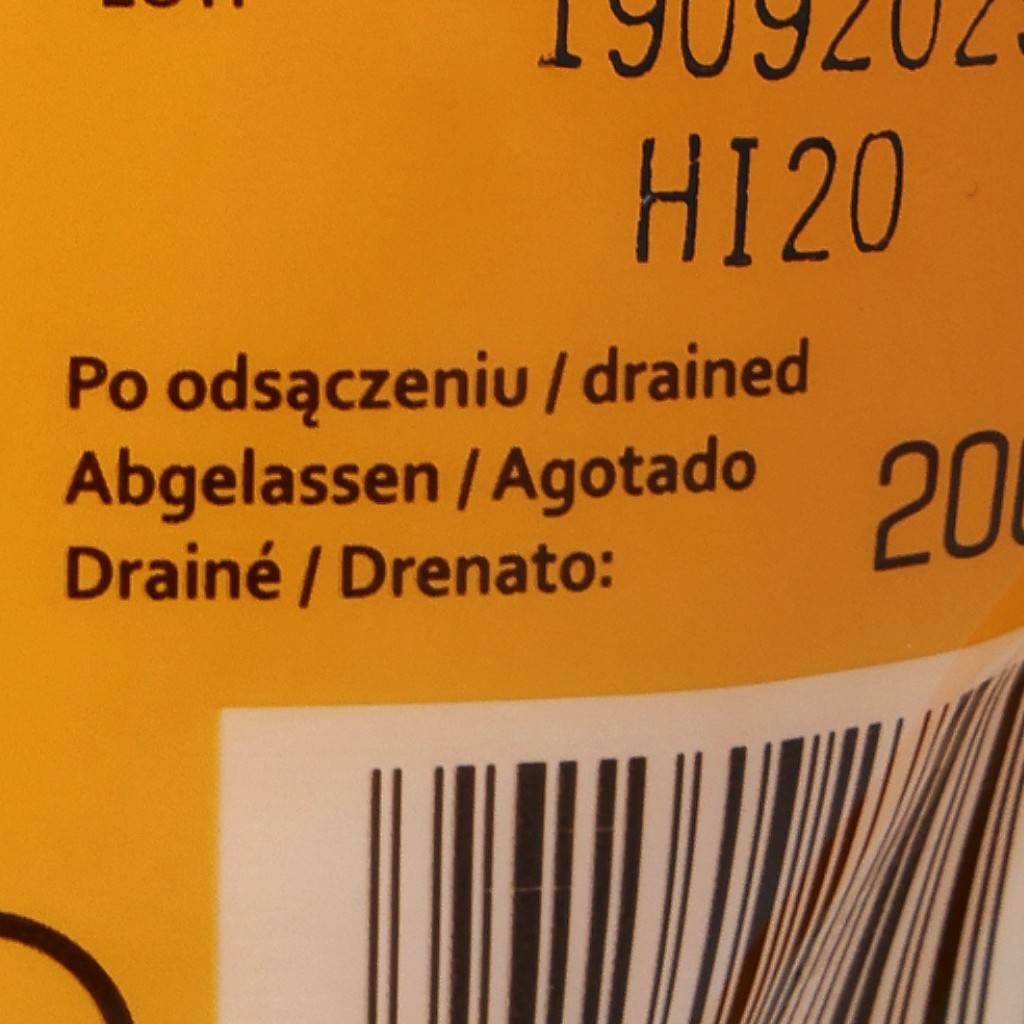 HI20
Po odsączeniu / drained
Abgelassen / Agotado
Drainé / Drenato: